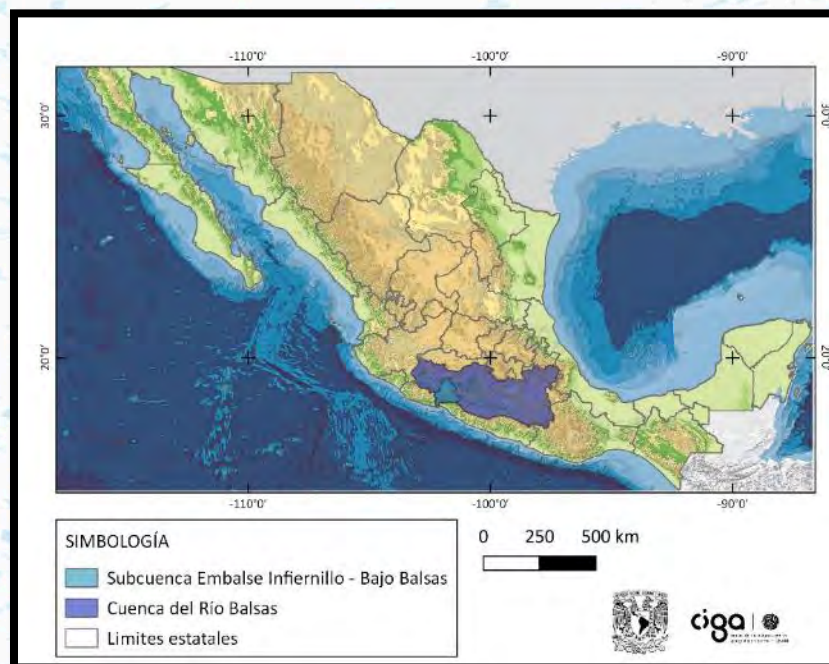 -110°0' -100°0' -90°0'
30°0' 30°0'
20°0' 20°0'
-110°0' -100°0' -90°0'
SIMBOLOGÍA
Subcuenca Embalse Infiernillo - Bajo Balsas
Cuenca del Río Balsas
Limites estatales
0 250 500 km
ciga